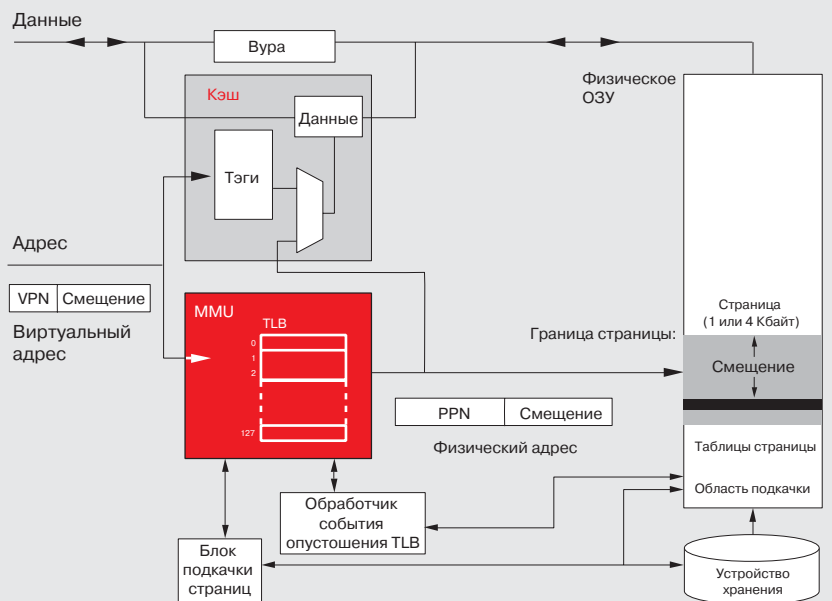 Данные
Вура
Физическое
ОЗУ
Кэш
Данные
Тэги
Адрес
VPN Смещение
Виртуальный
адрес
MMU
TLB
0
1
2
127
Страница
(1 или 4 Кбайт)
Граница страницы:
Смещение
PPN Смещение
Физический адрес
Таблицы страницы
Область подкачки
Обработчик
события
опустошения TLB
Блок
подкачки
страниц
Устройство
хранения